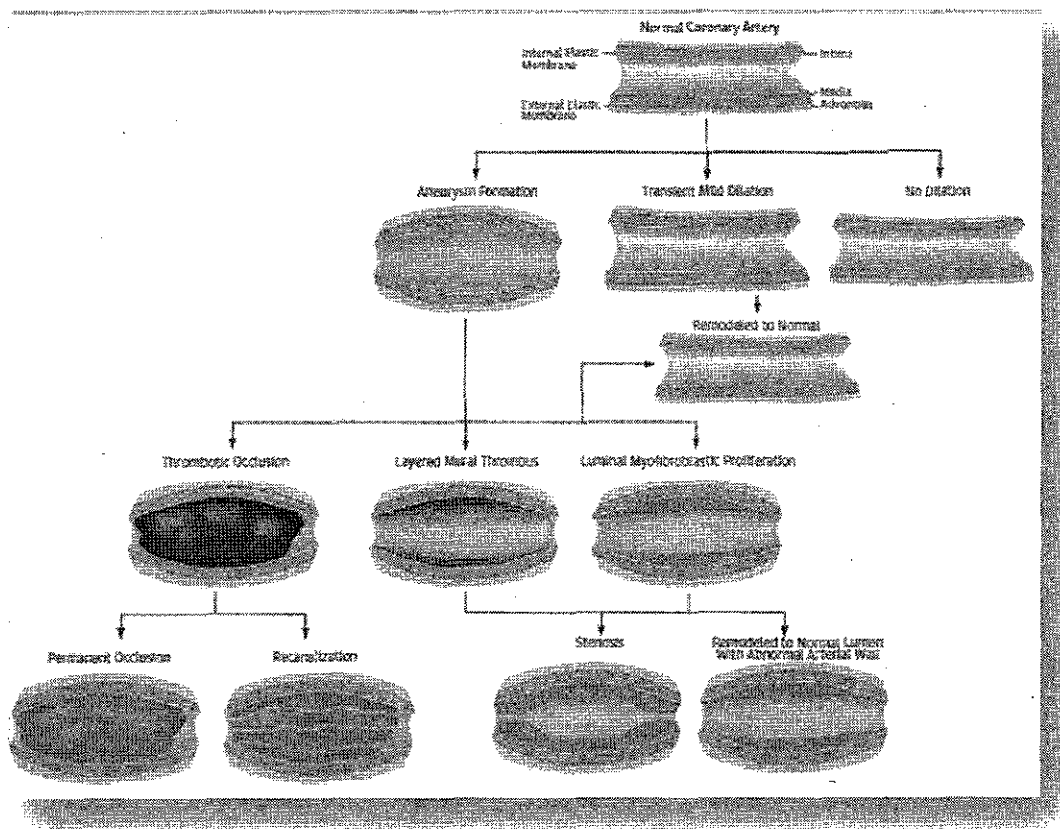 Normal Coronary Artery
Internal Elastic
Membrane
Intima
Media
External Elastic
Membrane
Adventitia
Aneurysm Formation
Transient Mild Dilation
No Dilation
Remodeled to Normal
Thrombotic Occlusion
Layered Mural Thrombus
Luminal Myofibroblastic Proliferation
Permanent Occlusion
Recanalization
Stenosis
Remodeled to Normal Lumen
With Abnormal Arterial Wall